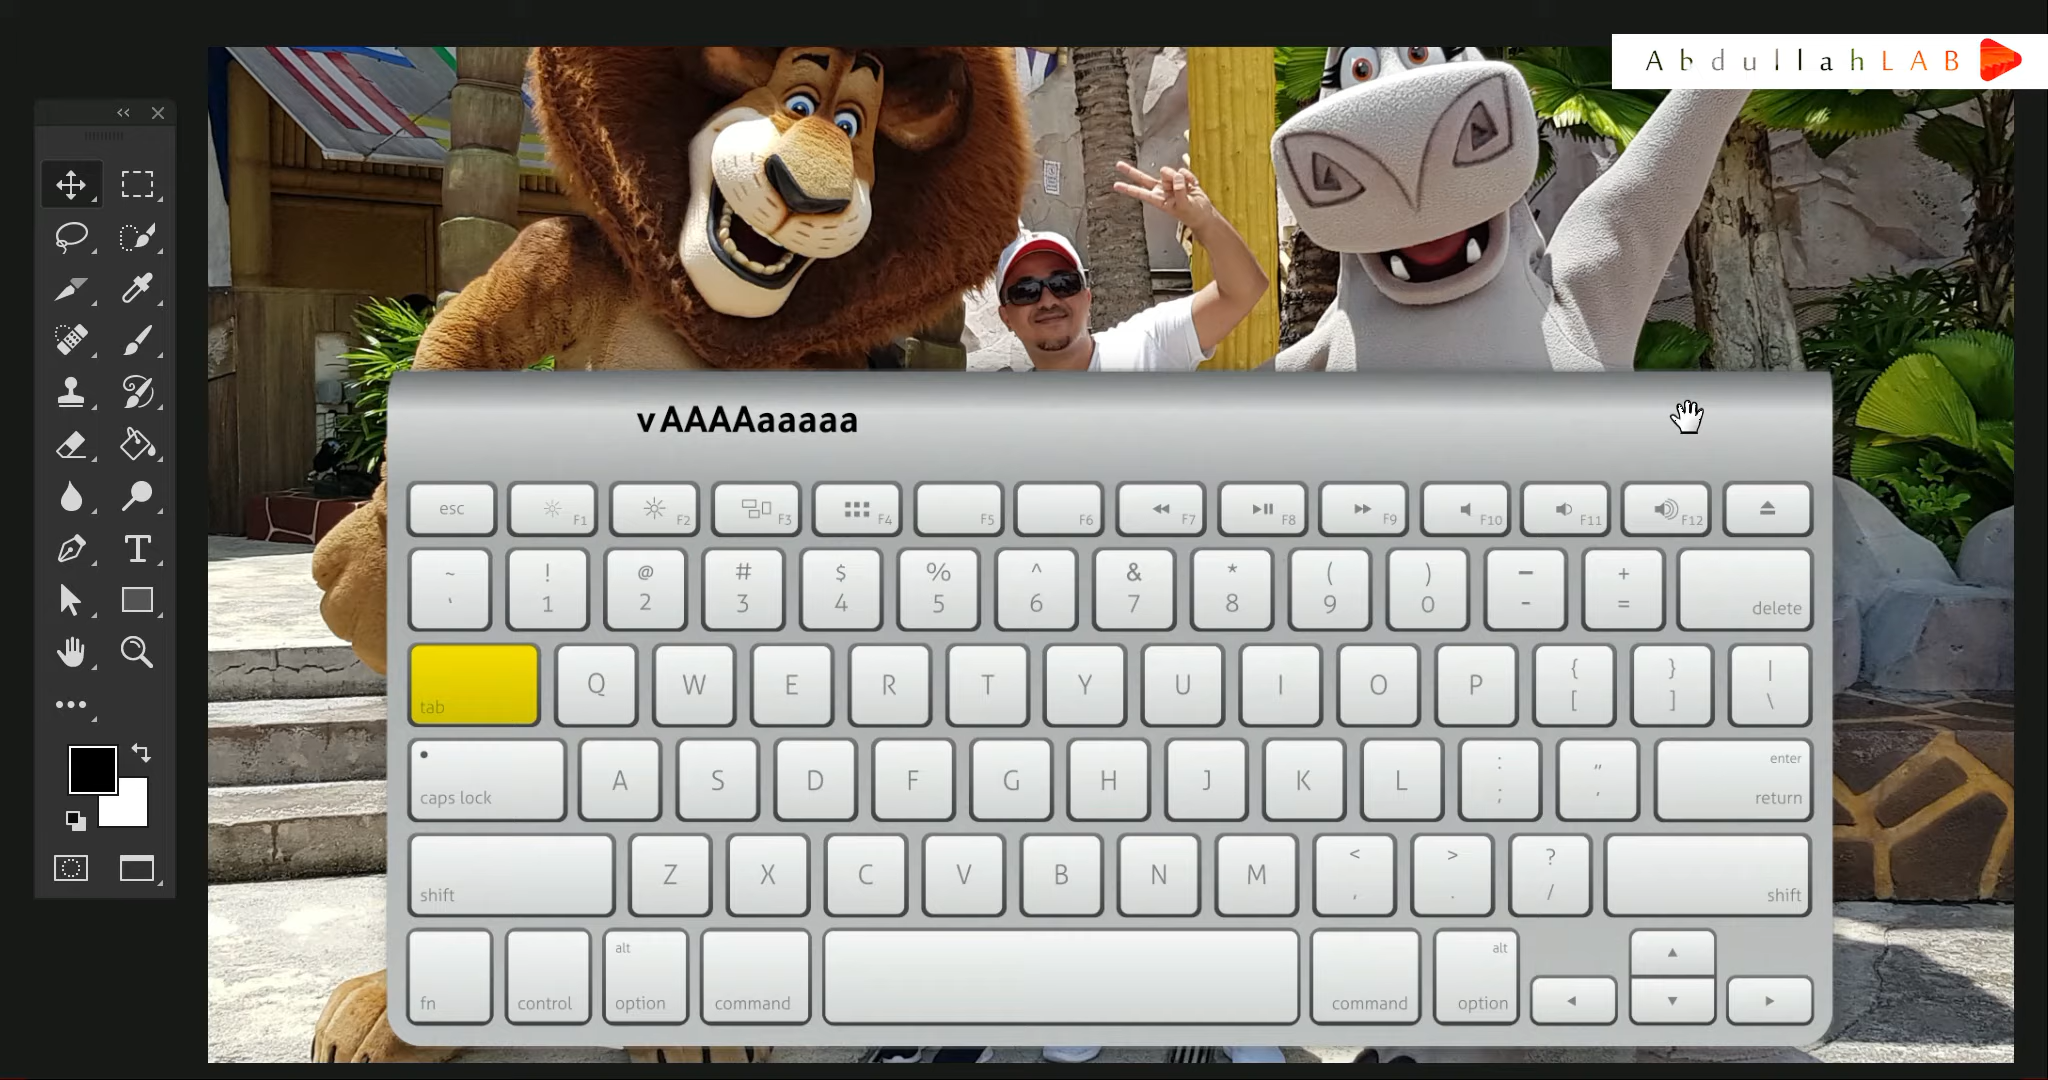 AbdullahLAB
vAAAAaaaaa
esc F1 F2 F3 F4 F5 F6 F7 F8 F9 F10 F11 F12
~ ! @ # $ % ^ & * ( ) – +
` 1 2 3 4 5 6 7 8 9 0 - = delete
tab Q W E R T Y U I O P { [ } ] | \
caps lock A S D F G H J K L : ; " ' enter return
shift Z X C V B N M < , > . ? / shift
fn control alt option command command alt option
T